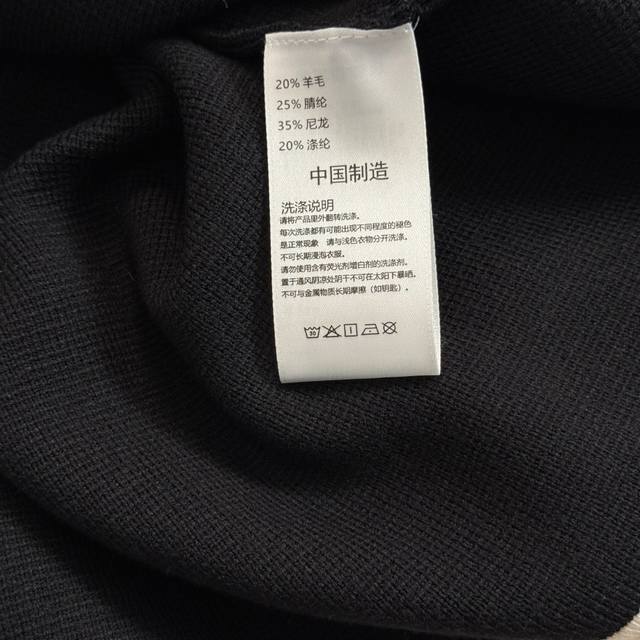 20% 羊毛
25% 腈纶
35% 尼龙
20% 涤纶
中国制造
洗涤说明
请将产品里外翻转洗涤。
每次洗涤都有可能出现不同程度的褪色
是正常现象 请与浅色衣物分开洗涤。
不可长期浸泡衣服。
请勿使用含有荧光剂增白剂的洗涤剂。
置于通风阴凉处阴干不可在太阳下暴晒。
不可与金属物质长期摩擦（如钥匙）。
30